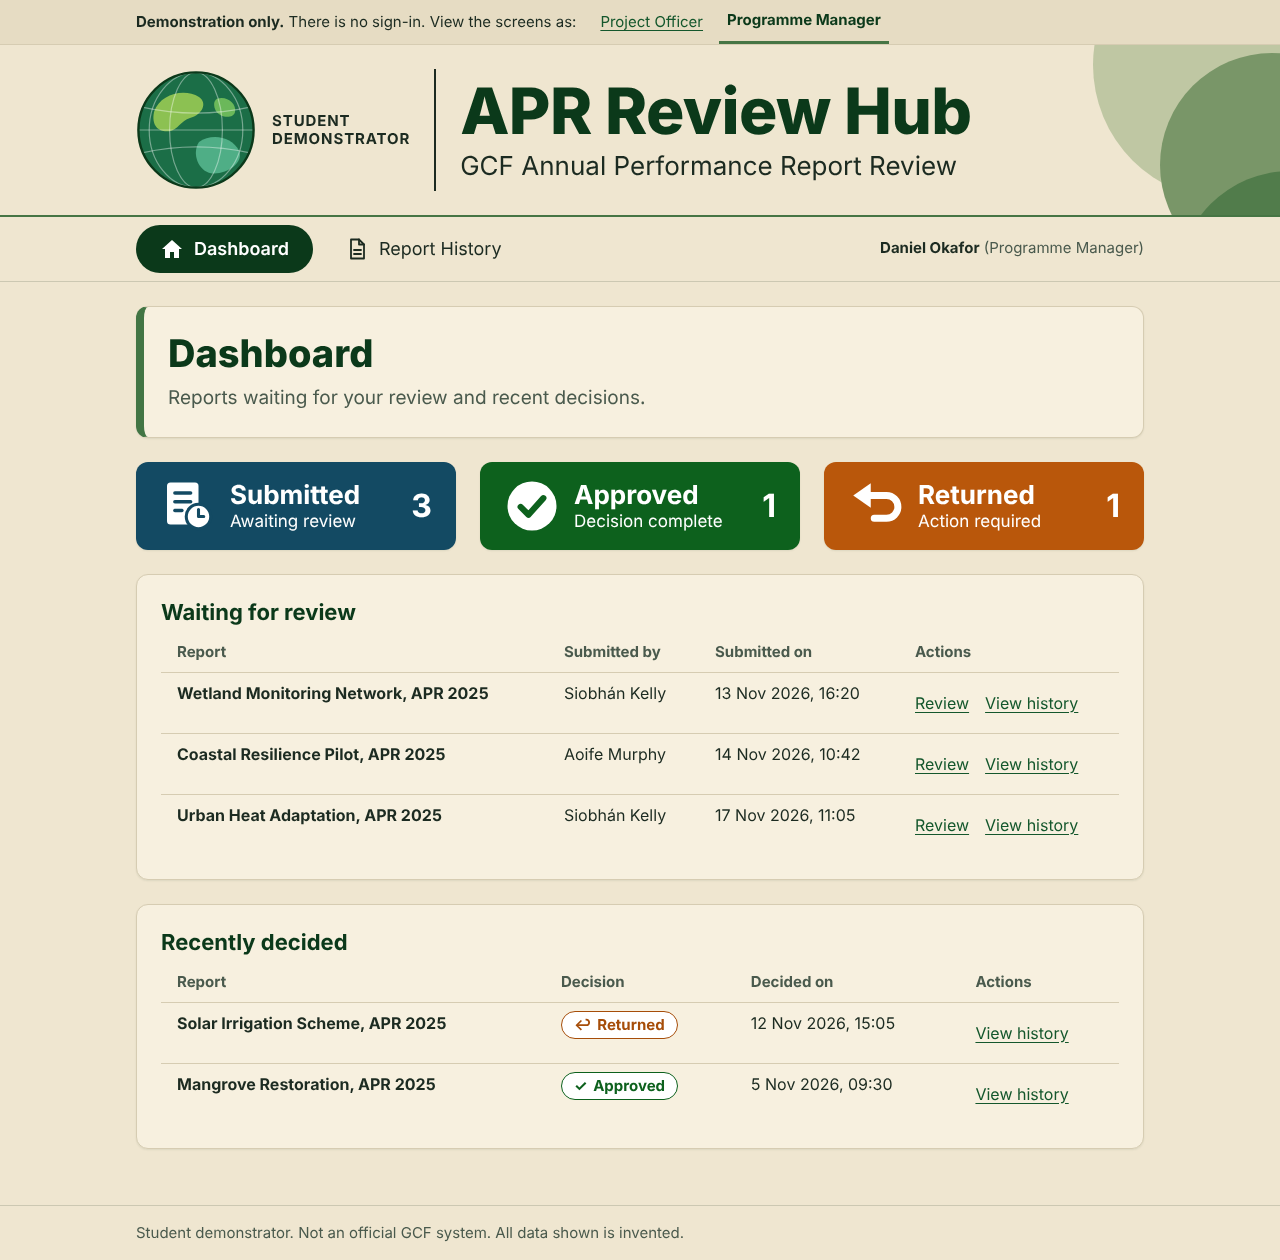 Demonstration only. There is no sign-in. View the screens as: Project Officer Programme Manager
STUDENT
DEMONSTRATOR
APR Review Hub
GCF Annual Performance Report Review
Dashboard Report History Daniel Okafor (Programme Manager)
Dashboard
Reports waiting for your review and recent decisions.
Submitted
Awaiting review
3
Approved
Decision complete
1
Returned
Action required
1
Waiting for review
Report Submitted by Submitted on Actions
Wetland Monitoring Network, APR 2025 Siobhán Kelly 13 Nov 2026, 16:20 Review View history
Coastal Resilience Pilot, APR 2025 Aoife Murphy 14 Nov 2026, 10:42 Review View history
Urban Heat Adaptation, APR 2025 Siobhán Kelly 17 Nov 2026, 11:05 Review View history
Recently decided
Report Decision Decided on Actions
Solar Irrigation Scheme, APR 2025 Returned 12 Nov 2026, 15:05 View history
Mangrove Restoration, APR 2025 Approved 5 Nov 2026, 09:30 View history
Student demonstrator. Not an official GCF system. All data shown is invented.